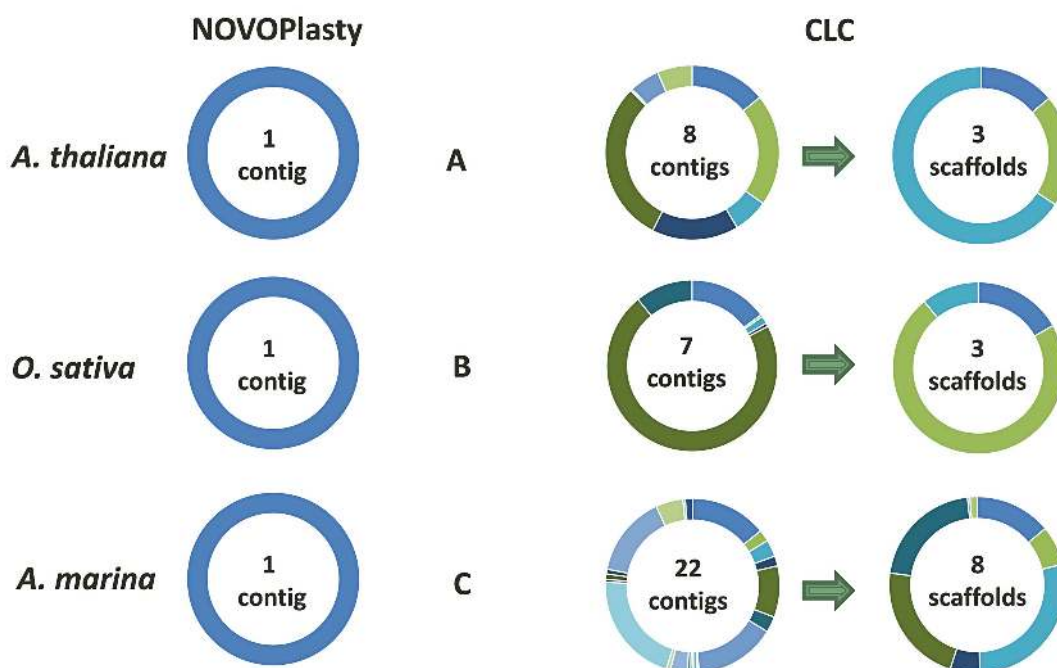 NOVOPlasty
CLC
A. thaliana
1
contig
A
8
contigs
3
scaffolds
O. sativa
1
contig
B
7
contigs
3
scaffolds
A. marina
1
contig
C
22
contigs
8
scaffolds